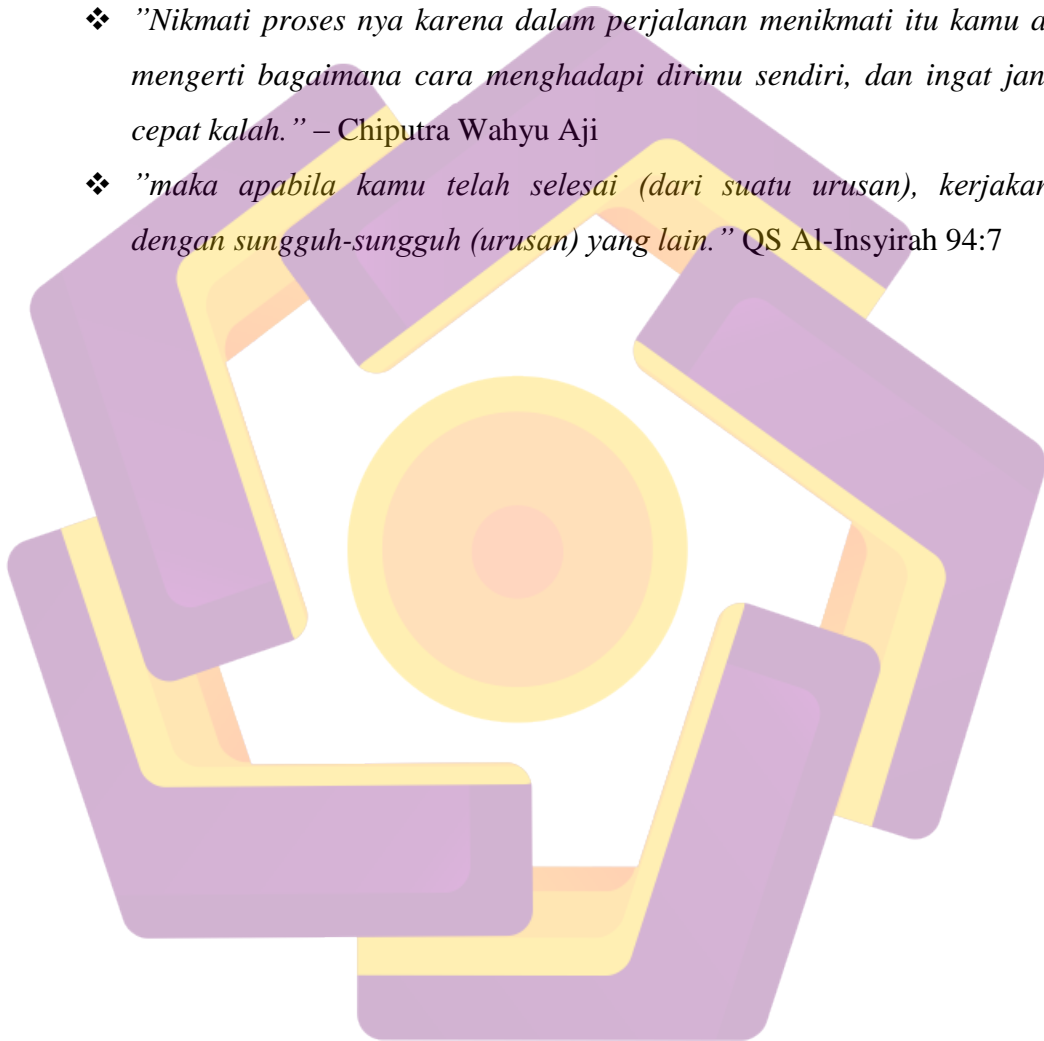 ❖ ”Nikmati proses nya karena dalam perjalanan menikmati itu kamu
mengerti bagaimana cara menghadapi dirimu sendiri, dan ingat
cepat kalah.” – Chiputra Wahyu Aji
❖ ”maka apabila kamu telah selesai (dari suatu urusan),
dengan sungguh-sungguh (urusan) yang lain.” QS Al-Insyirah 94:7